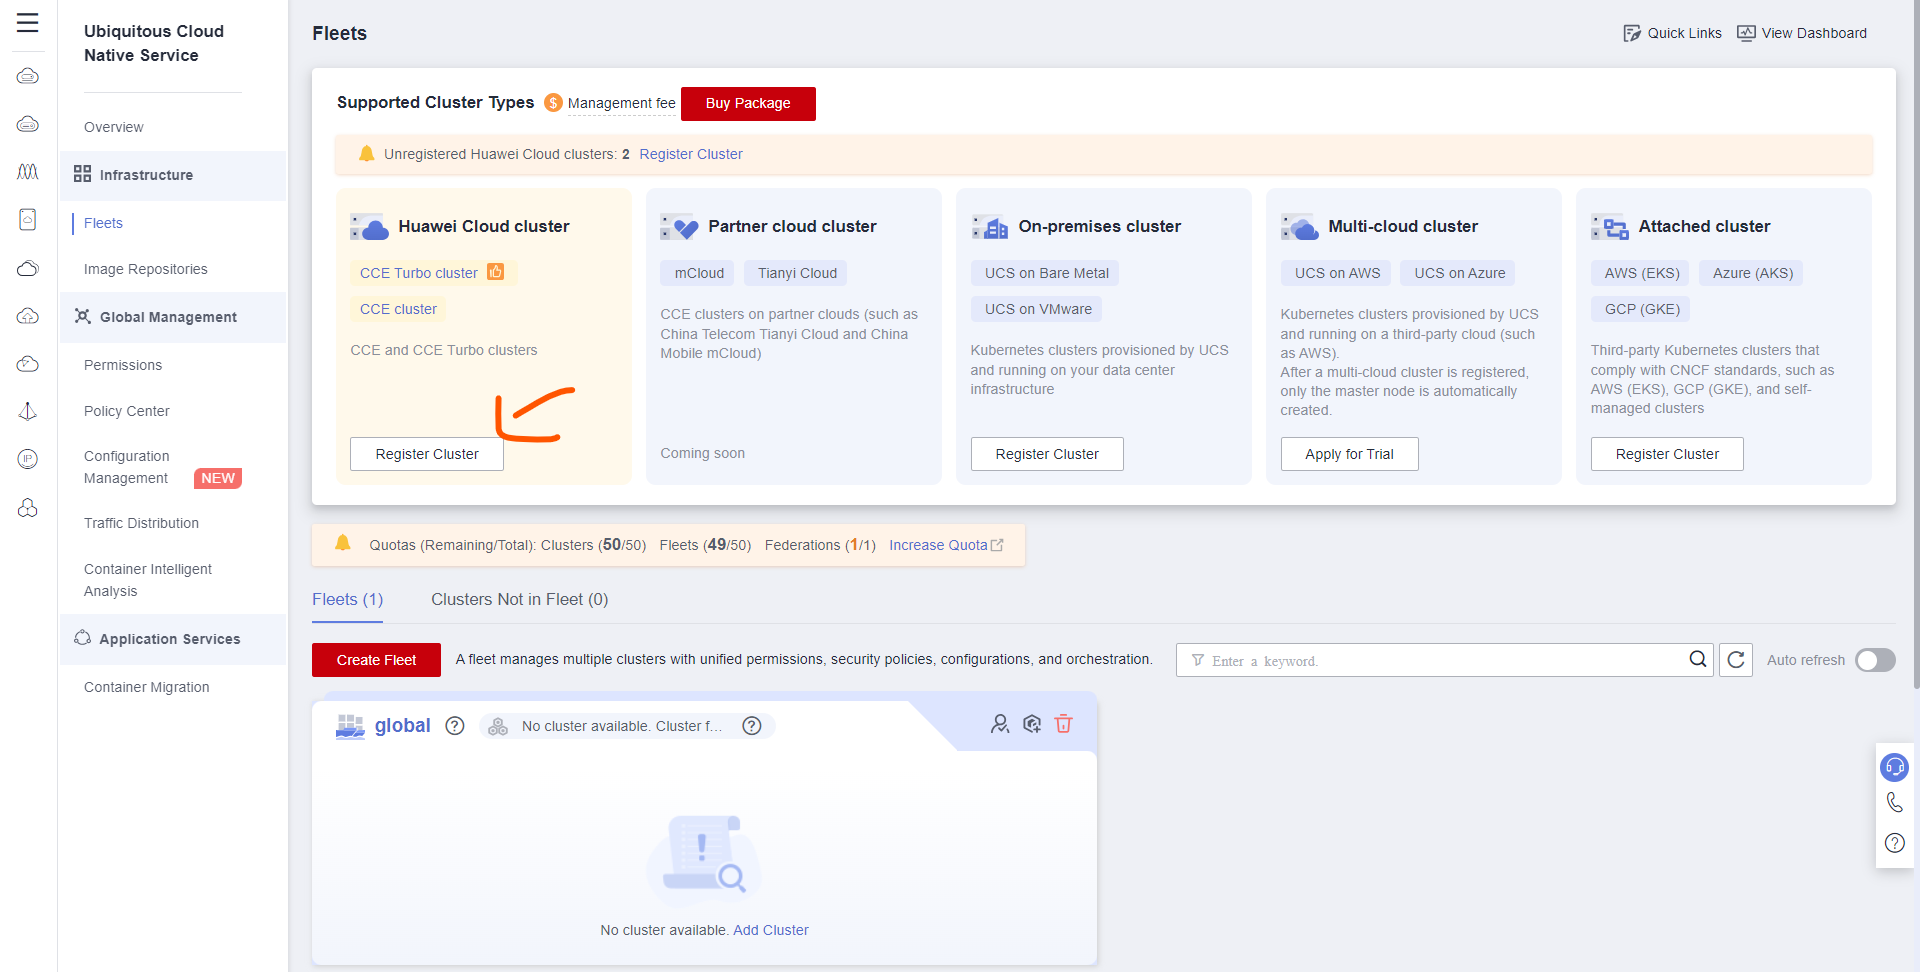 Ubiquitous Cloud
Native Service
Overview
Infrastructure
Fleets
Image Repositories
Global Management
Permissions
Policy Center
Configuration
Management NEW
Traffic Distribution
Container Intelligent
Analysis
Application Services
Container Migration
IP
Fleets
Quick Links View Dashboard
Supported Cluster Types $ Management fee Buy Package
Unregistered Huawei Cloud clusters: 2 Register Cluster
Huawei Cloud cluster
CCE Turbo cluster
CCE cluster
CCE and CCE Turbo clusters
Register Cluster
Partner cloud cluster
mCloud Tianyi Cloud
CCE clusters on partner clouds (such as
China Telecom Tianyi Cloud and China
Mobile mCloud)
Coming soon
On-premises cluster
UCS on Bare Metal
UCS on VMware
Kubernetes clusters provisioned by UCS
and running on your data center
infrastructure
Register Cluster
Multi-cloud cluster
UCS on AWS UCS on Azure
Kubernetes clusters provisioned by UCS
and running on a third-party cloud (such
as AWS).
After a multi-cloud cluster is registered,
only the master node is automatically
created.
Apply for Trial
Attached cluster
AWS (EKS) Azure (AKS)
GCP (GKE)
Third-party Kubernetes clusters that
comply with CNCF standards, such as
AWS (EKS), GCP (GKE), and self-
managed clusters
Register Cluster
Quotas (Remaining/Total): Clusters (50/50) Fleets (49/50) Federations (1/1) Increase Quota
Fleets (1) Clusters Not in Fleet (0)
Create Fleet A fleet manages multiple clusters with unified permissions, security policies, configurations, and orchestration. Enter a keyword. Auto refresh
global ? No cluster available. Cluster f... ?
No cluster available. Add Cluster